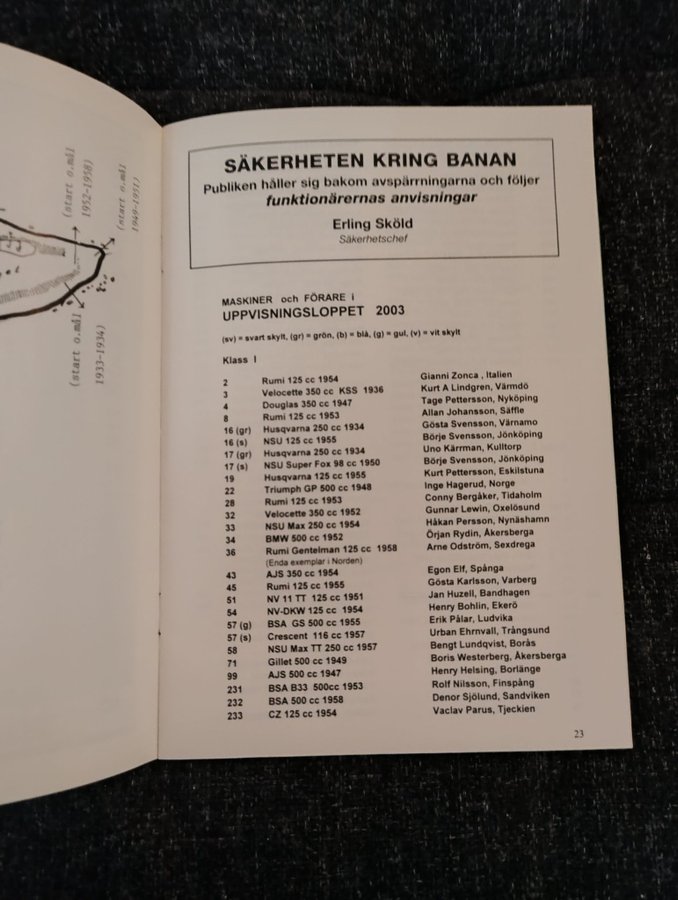 (start o.mål
1952-1958)
(start o.mål
1949-1951)
(start o.mål
1933-1934)
SÄKERHETEN KRING BANAN
Publiken håller sig bakom avspärrningarna och följer
funktionärernas anvisningar
Erling Sköld
Säkerhetschef
MASKINER och FÖRARE i
UPPVISNINGSLOPPET 2003
(sv) = svart skylt, (gr) = grön, (b) = blå, (g) = gul, (v) = vit skylt
Klass I
2 Rumi 125 cc 1954 Gianni Zonca , Italien
3 Velocette 350 cc KSS 1936 Kurt A Lindgren, Värmdö
4 Douglas 350 cc 1947 Tage Pettersson, Nyköping
8 Rumi 125 cc 1953 Allan Johansson, Säffle
16 (gr) Husqvarna 250 cc 1934 Gösta Svensson, Värnamo
16 (s) NSU 125 cc 1955 Börje Svensson, Jönköping
17 (gr) Husqvarna 250 cc 1934 Uno Kärrman, Kulltorp
17 (s) NSU Super Fox 98 cc 1950 Börje Svensson, Jönköping
19 Husqvarna 125 cc 1955 Kurt Pettersson, Eskilstuna
22 Triumph GP 500 cc 1948 Inge Hagerud, Norge
28 Rumi 125 cc 1953 Conny Bergåker, Tidaholm
32 Velocette 350 cc 1952 Gunnar Lewin, Oxelösund
33 NSU Max 250 cc 1954 Håkan Persson, Nynäshamn
34 BMW 500 cc 1952 Örjan Rydin, Åkersberga
36 Rumi Gentelman 125 cc 1958 Arne Odström, Sexdrega
(Enda exemplar i Norden)
43 AJS 350 cc 1954 Egon Elf, Spånga
45 Rumi 125 cc 1955 Gösta Karlsson, Varberg
51 NV 11 TT 125 cc 1951 Jan Huzell, Bandhagen
54 NV-DKW 125 cc 1954 Henry Bohlin, Ekerö
57 (g) BSA GS 500 cc 1955 Erik Pålar, Ludvika
57 (s) Crescent 116 cc 1957 Urban Ehrnvall, Trångsund
58 NSU Max TT 250 cc 1957 Bengt Lundqvist, Borås
71 Gillet 500 cc 1949 Boris Westerberg, Åkersberga
99 AJS 500 cc 1947 Henry Helsing, Borlänge
231 BSA B33 500cc 1953 Rolf Nilsson, Finspång
232 BSA 500 cc 1958 Denor Sjölund, Sandviken
233 CZ 125 cc 1954 Vaclav Parus, Tjeckien
23